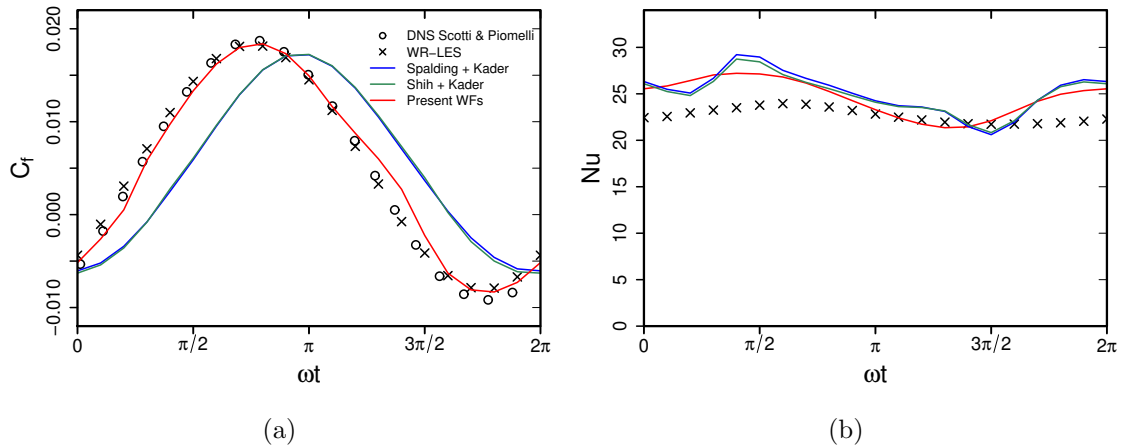 0.020
0.010
0.000
−0.010
C_f
DNS Scotti & Piomelli
WR−LES
Spalding + Kader
Shih + Kader
Present WFs
0 π/2 π 3π/2 2π
ωt
(a)
30
25
20
15
10
5
0
Nu
0 π/2 π 3π/2 2π
ωt
(b)